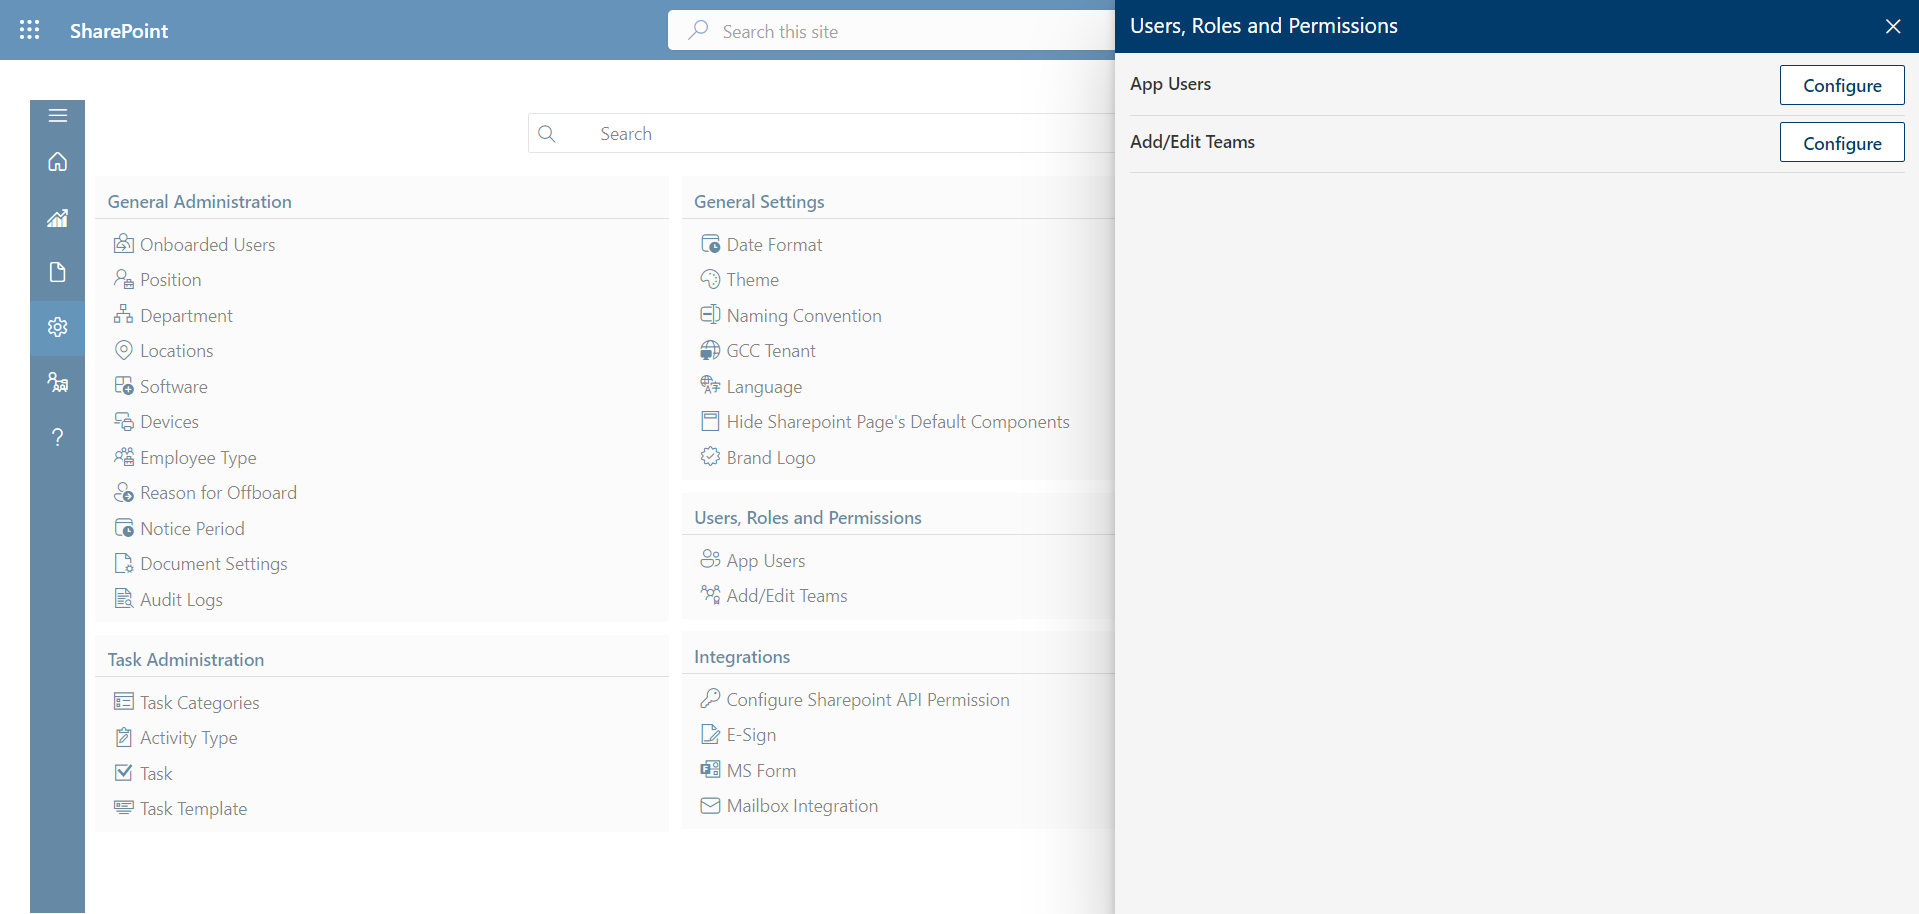 SharePoint
Search this site
Users, Roles and Permissions
App Users
Configure
Add/Edit Teams
Configure
Search
General Administration
Onboarded Users
Position
Department
Locations
Software
Devices
Employee Type
Reason for Offboard
Notice Period
Document Settings
Audit Logs
Task Administration
Task Categories
Activity Type
Task
Task Template
General Settings
Date Format
Theme
Naming Convention
GCC Tenant
Language
Hide Sharepoint Page's Default Components
Brand Logo
Users, Roles and Permissions
App Users
Add/Edit Teams
Integrations
Configure Sharepoint API Permission
E-Sign
MS Form
Mailbox Integration